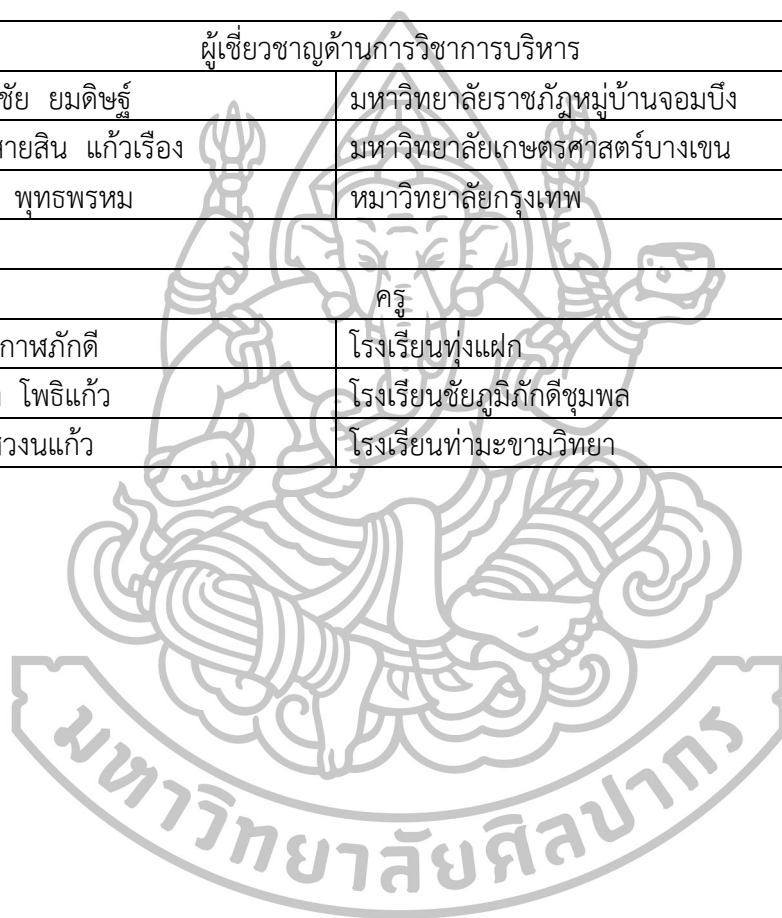 ผู้เชี่ยวชาญด้านการวิชาการบริหาร
ชัย ยมดิษฐ์ มหาวิทยาลัยราชภัฎหมู่บ้านจอมบึง
สายสิน แก้วเรือง มหาวิทยาลัยเกษตรศาสตร์บางเขน
พุทธพรหม หมาวิทยาลัยกรุงเทพ
ครู
กาฬภักดี โรงเรียนทุ่งแฝก
โพธิแก้ว โรงเรียนชัยภูมิภักดีชุมพล
สวงนแก้ว โรงเรียนท่ามะขามวิทยา
มหาวิทยาลัยศิลปากร